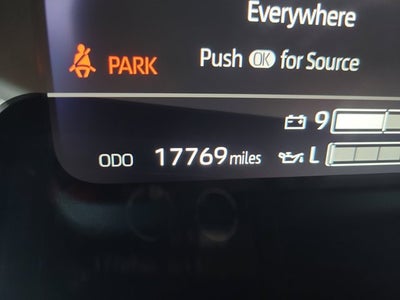 Everywhere
PARK
Push OK for Source
9
ODO 17769 miles L